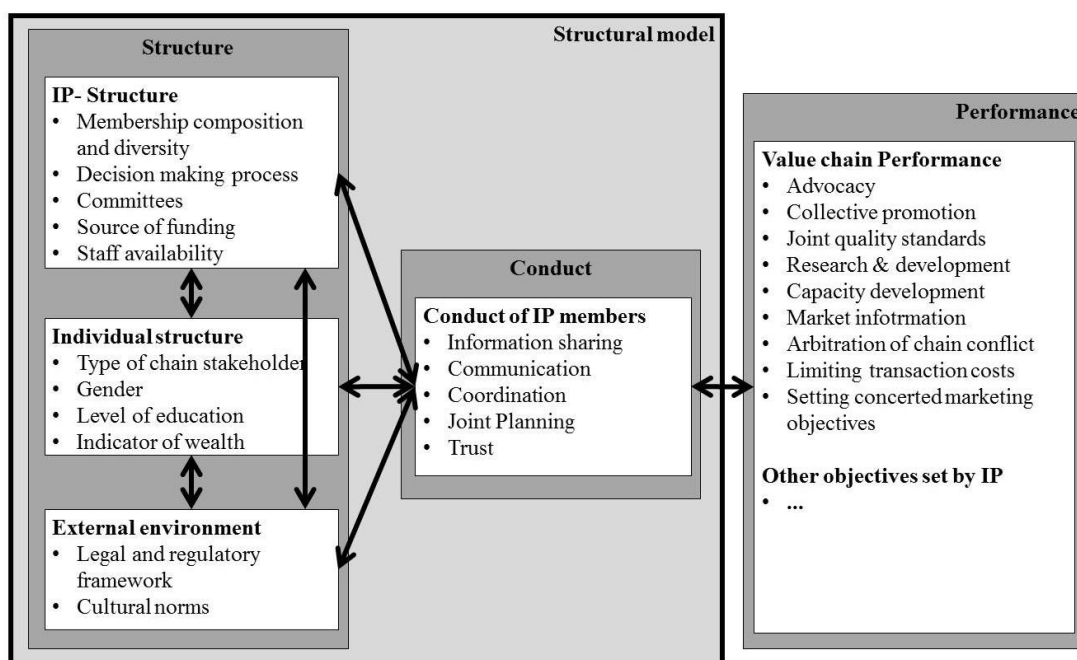 Structural model
Structure
IP- Structure
• Membership composition
and diversity
• Decision making process
• Committees
• Source of funding
• Staff availability
Individual structure
• Type of chain stakeholder
• Gender
• Level of education
• Indicator of wealth
External environment
• Legal and regulatory
framework
• Cultural norms
Conduct
Conduct of IP members
• Information sharing
• Communication
• Coordination
• Joint Planning
• Trust
Performance
Value chain Performance
• Advocacy
• Collective promotion
• Joint quality standards
• Research & development
• Capacity development
• Market infotrmation
• Arbitration of chain conflict
• Limiting transaction costs
• Setting concerted marketing
objectives
Other objectives set by IP
• ...